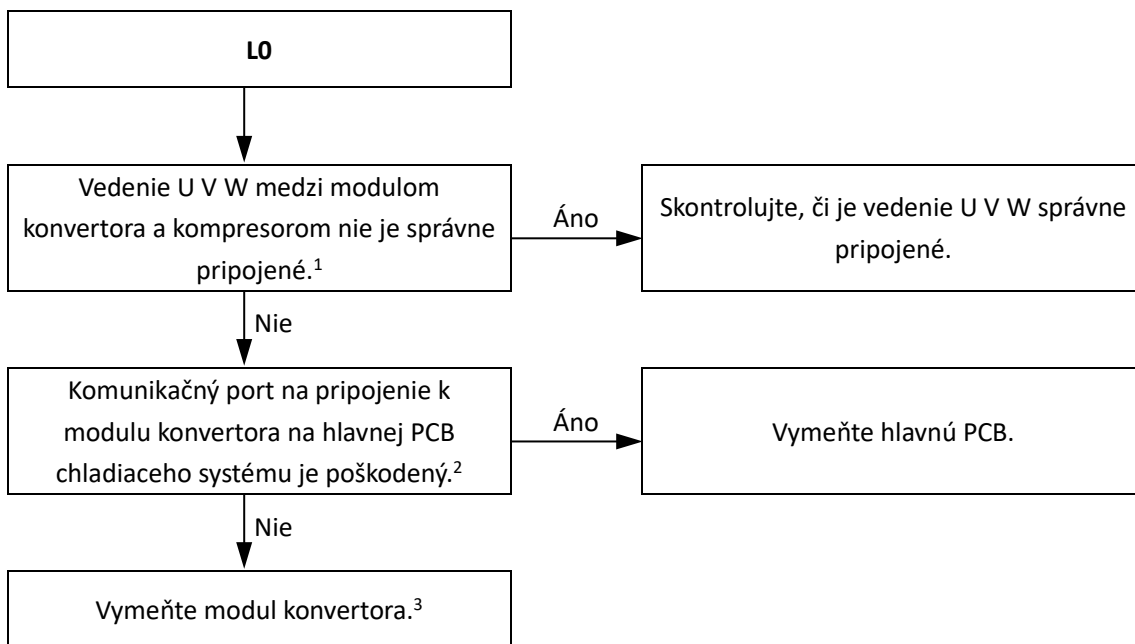 L0
Vedenie U V W medzi modulom
konvertora a kompresorom nie je správne
pripojené.¹
Áno
Skontrolujte, či je vedenie U V W správne
pripojené.
Nie
Komunikačný port na pripojenie k
modulu konvertora na hlavnej PCB
chladiaceho systému je poškodený.²
Áno
Vymeňte hlavnú PCB.
Nie
Vymeňte modul konvertora.³